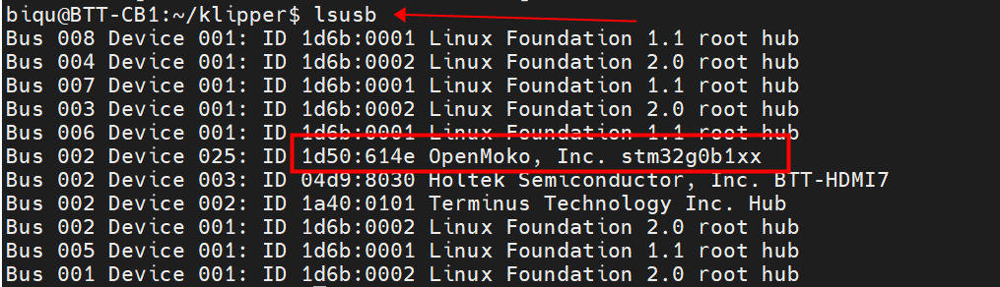 biqu@BTT-CB1:~/klipper$ lsusb
Bus 008 Device 001: ID 1d6b:0001 Linux Foundation 1.1 root hub
Bus 004 Device 001: ID 1d6b:0002 Linux Foundation 2.0 root hub
Bus 007 Device 001: ID 1d6b:0001 Linux Foundation 1.1 root hub
Bus 003 Device 001: ID 1d6b:0002 Linux Foundation 2.0 root hub
Bus 006 Device 001: ID 1d6b:0001 Linux Foundation 1.1 root hub
Bus 002 Device 025: ID 1d50:614e OpenMoko, Inc. stm32g0b1xx
Bus 002 Device 003: ID 04d9:8030 Holtek Semiconductor, Inc. BTT-HDMI7
Bus 002 Device 002: ID 1a40:0101 Terminus Technology Inc. Hub
Bus 002 Device 001: ID 1d6b:0002 Linux Foundation 2.0 root hub
Bus 005 Device 001: ID 1d6b:0001 Linux Foundation 1.1 root hub
Bus 001 Device 001: ID 1d6b:0002 Linux Foundation 2.0 root hub